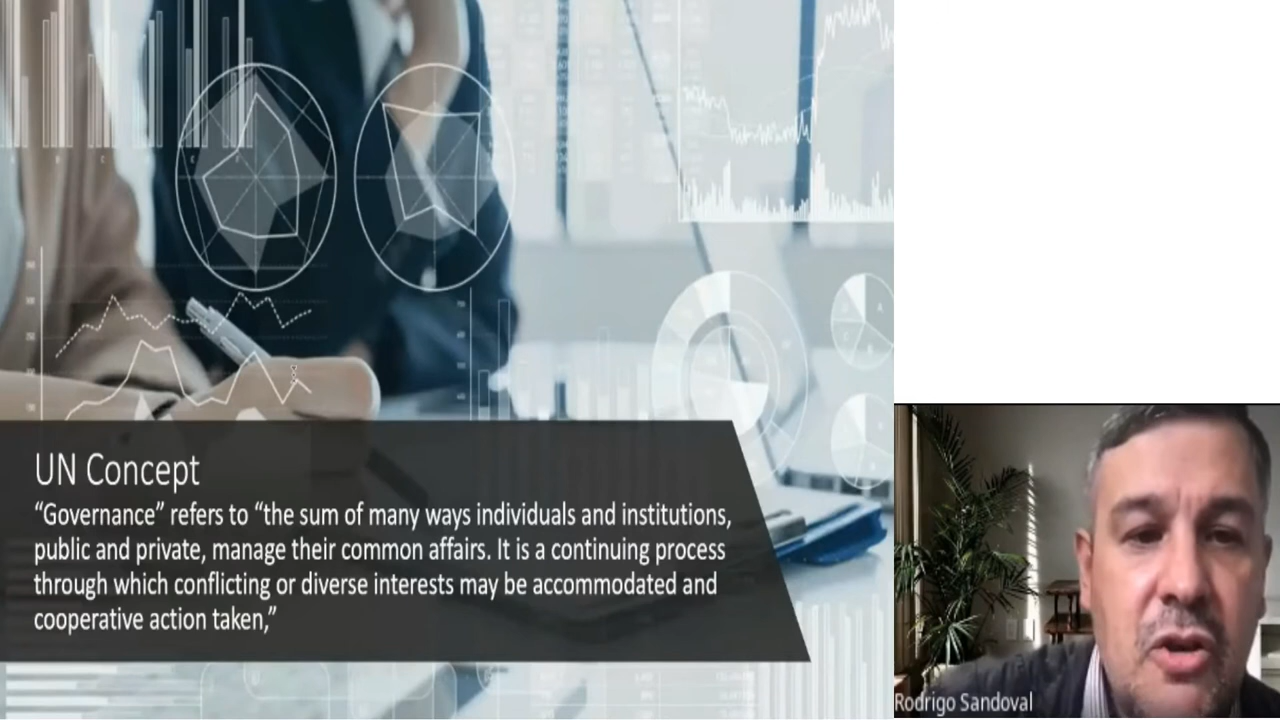 UN Concept
“Governance” refers to “the sum of many ways individuals and institutions,
public and private, manage their common affairs. It is a continuing process
through which conflicting or diverse interests may be accommodated and
cooperative action taken,”
Rodrigo Sandoval